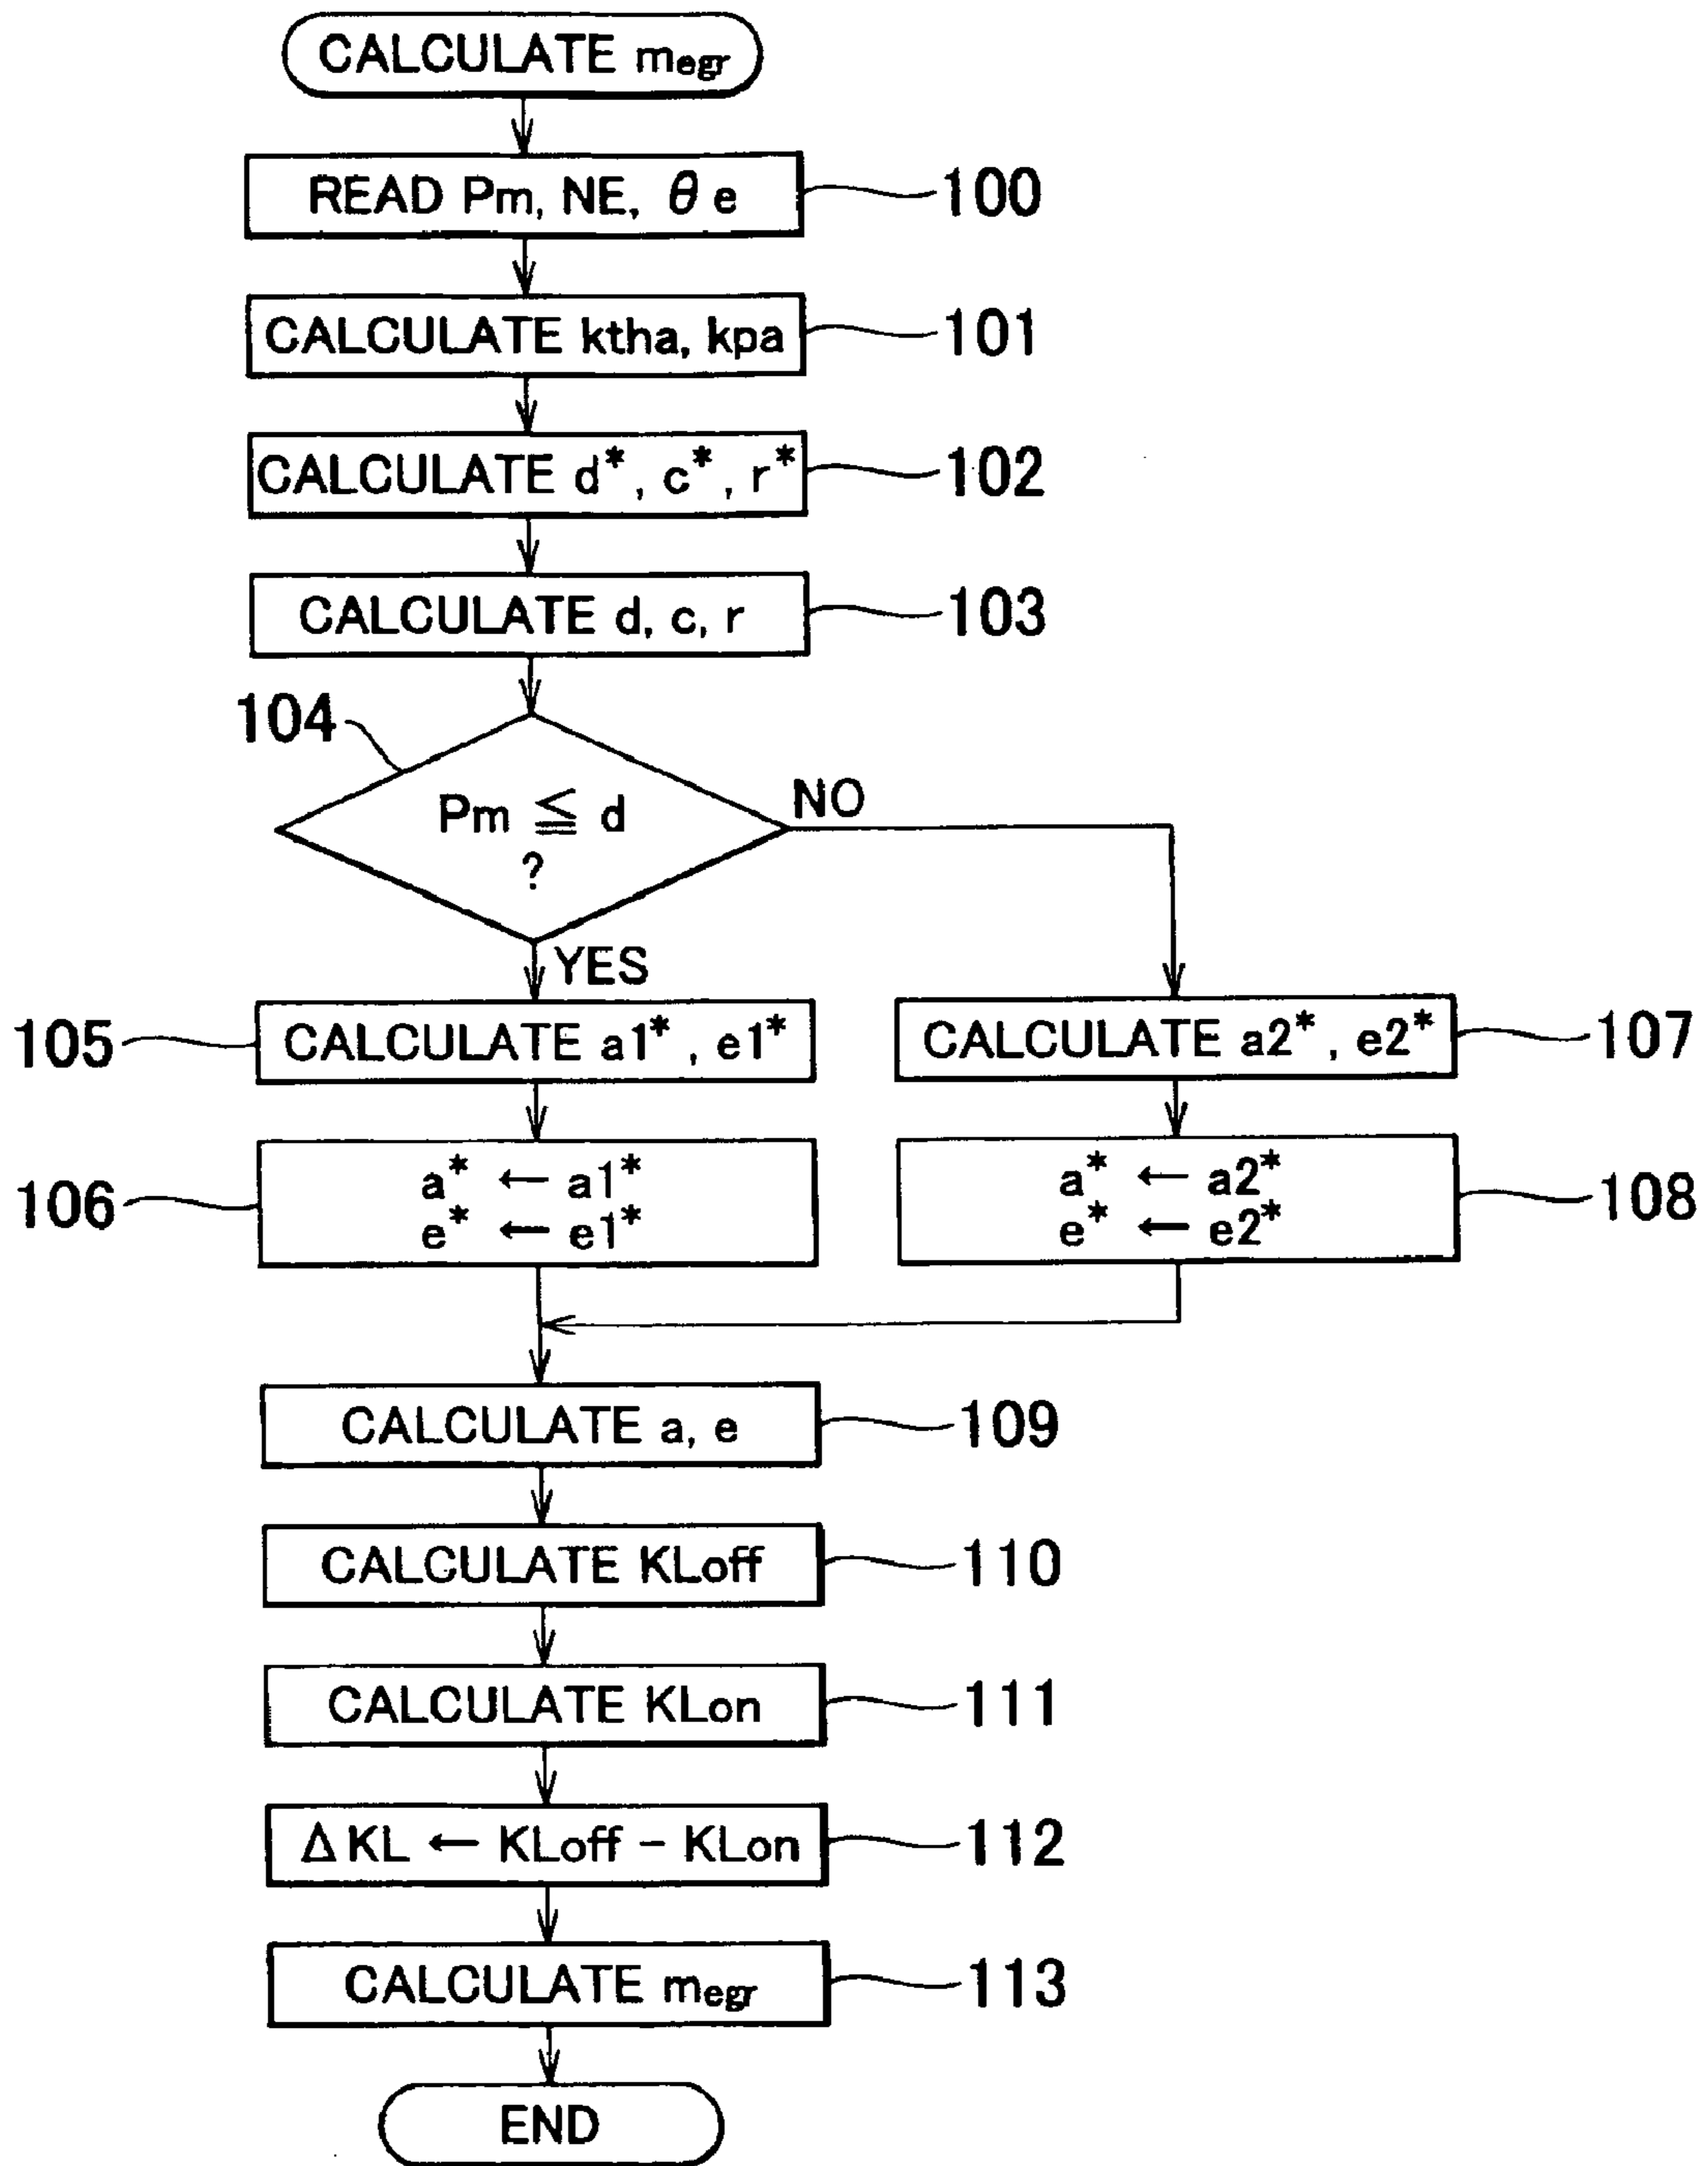 CALCULATE megr
READ Pm, NE, θe
100
CALCULATE ktha, kpa
101
CALCULATE d*, c*, r*
102
CALCULATE d, c, r
103
104
Pm ≦ d
?
NO
YES
105
CALCULATE a1*, e1*
CALCULATE a2*, e2*
107
106
a* ← a1*
e* ← e1*
a* ← a2*
e* ← e2*
108
CALCULATE a, e
109
CALCULATE KLoff
110
CALCULATE KLon
111
ΔKL ← KLoff - KLon
112
CALCULATE megr
113
END